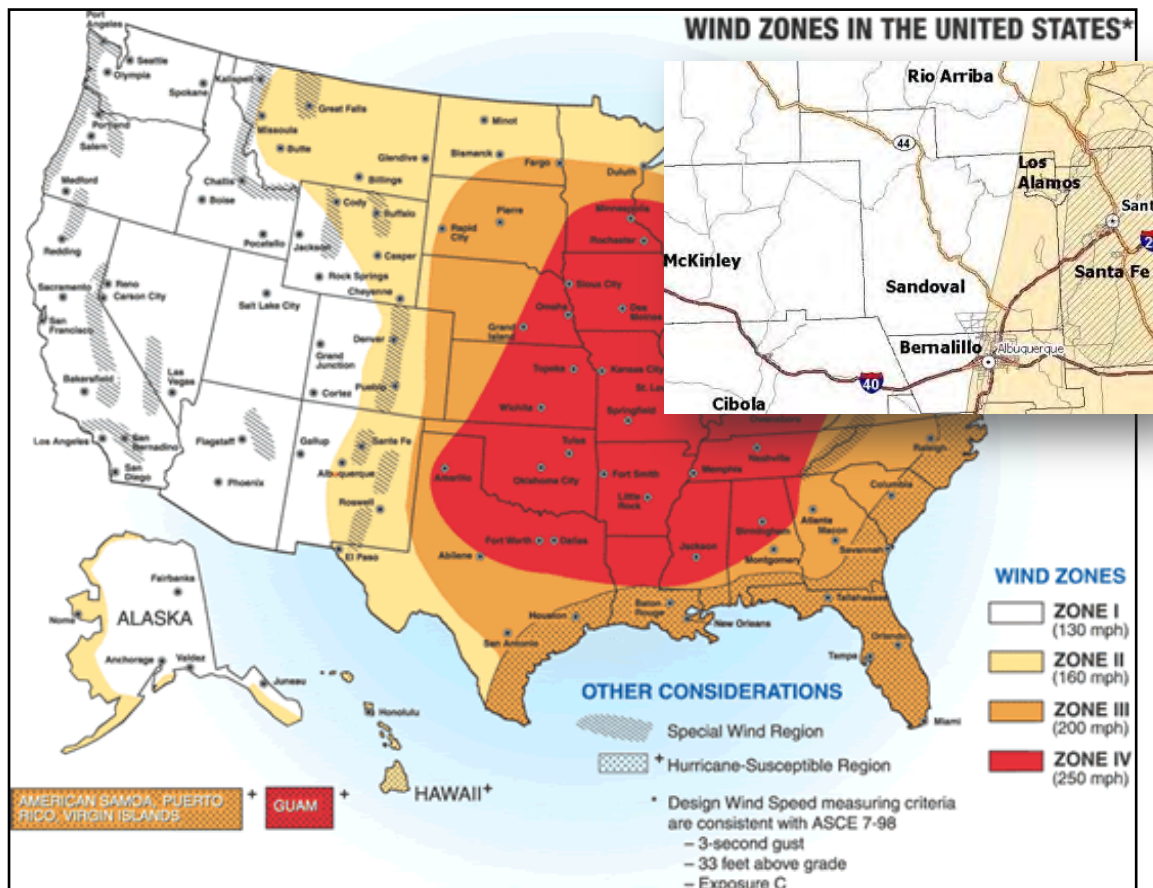 WIND ZONES IN THE UNITED STATES*
Port
Angeles
Seattle
Olympia
Spokane
Kalispell
Great Falls
Missoula
Butte
Portland
Salem
Medford
Redding
Challis
Boise
Pocatello
Glendive
Billings
Cody
Buffalo
Jackson
Casper
Rock Springs
Cheyenne
Minot
Bismarck
Fargo
Duluth
Pierre
Rapid
City
Minneapolis
Rochester
Sioux City
Omaha
Des
Moines
Grand
Island
Sacramento
Reno
Carson City
San
Francisco
Salt Lake City
Denver
Grand
Junction
Pueblo
Cortez
Bakersfield
Las
Vegas
Topeka
Kansas City
St. Lo
Wichita
Springfield
Los Angeles
San
Bernadino
San
Diego
Flagstaff
Phoenix
Gallup
Santa Fe
Albuquerque
Roswell
El Paso
Amarillo
Tulsa
Oklahoma City
Fort Smith
Little
Rock
Memphis
Nashville
Raleigh
Columbia
Atlanta
Macon
Savannah
Birmingham
Montgomery
Jackson
Fort Worth
Dallas
Abilene
Houston
San Antonio
Baton
Rouge
New Orleans
Tallahassee
Orlando
Tampa
Miami
Rio Arriba
44
Los
Alamos
Sant
2
McKinley
Santa Fe
Sandoval
Bernalillo
Albuquerque
40
Cibola
Fairbanks
Nome
ALASKA
Anchorage
Valdez
Juneau
Honolulu
HAWAII+
AMERICAN SAMOA, PUERTO
RICO, VIRGIN ISLANDS
+
GUAM
+
WIND ZONES
ZONE I
(130 mph)
ZONE II
(160 mph)
ZONE III
(200 mph)
ZONE IV
(250 mph)
OTHER CONSIDERATIONS
Special Wind Region
+ Hurricane-Susceptible Region
* Design Wind Speed measuring criteria
are consistent with ASCE 7-98
– 3-second gust
– 33 feet above grade
– Exposure C